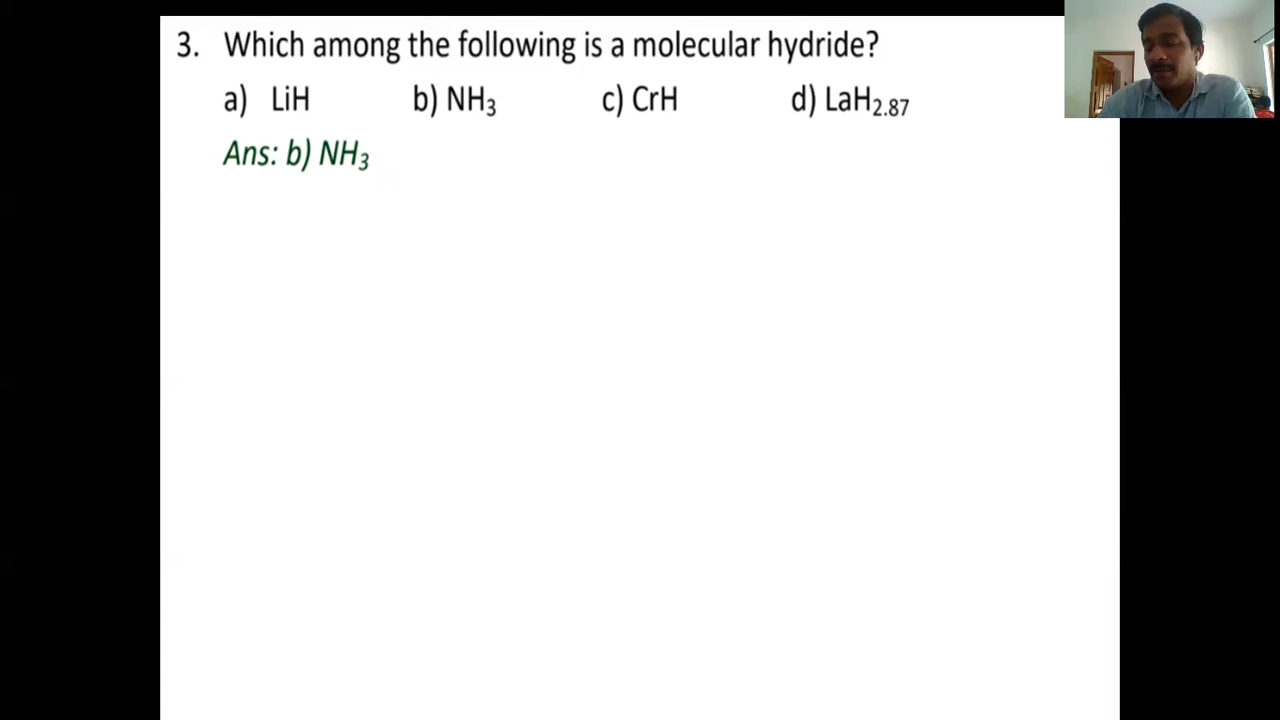 3. Which among the following is a molecular hydride?
a) LiH b) NH₃ c) CrH d) LaH₂.₈₇
Ans: b) NH₃